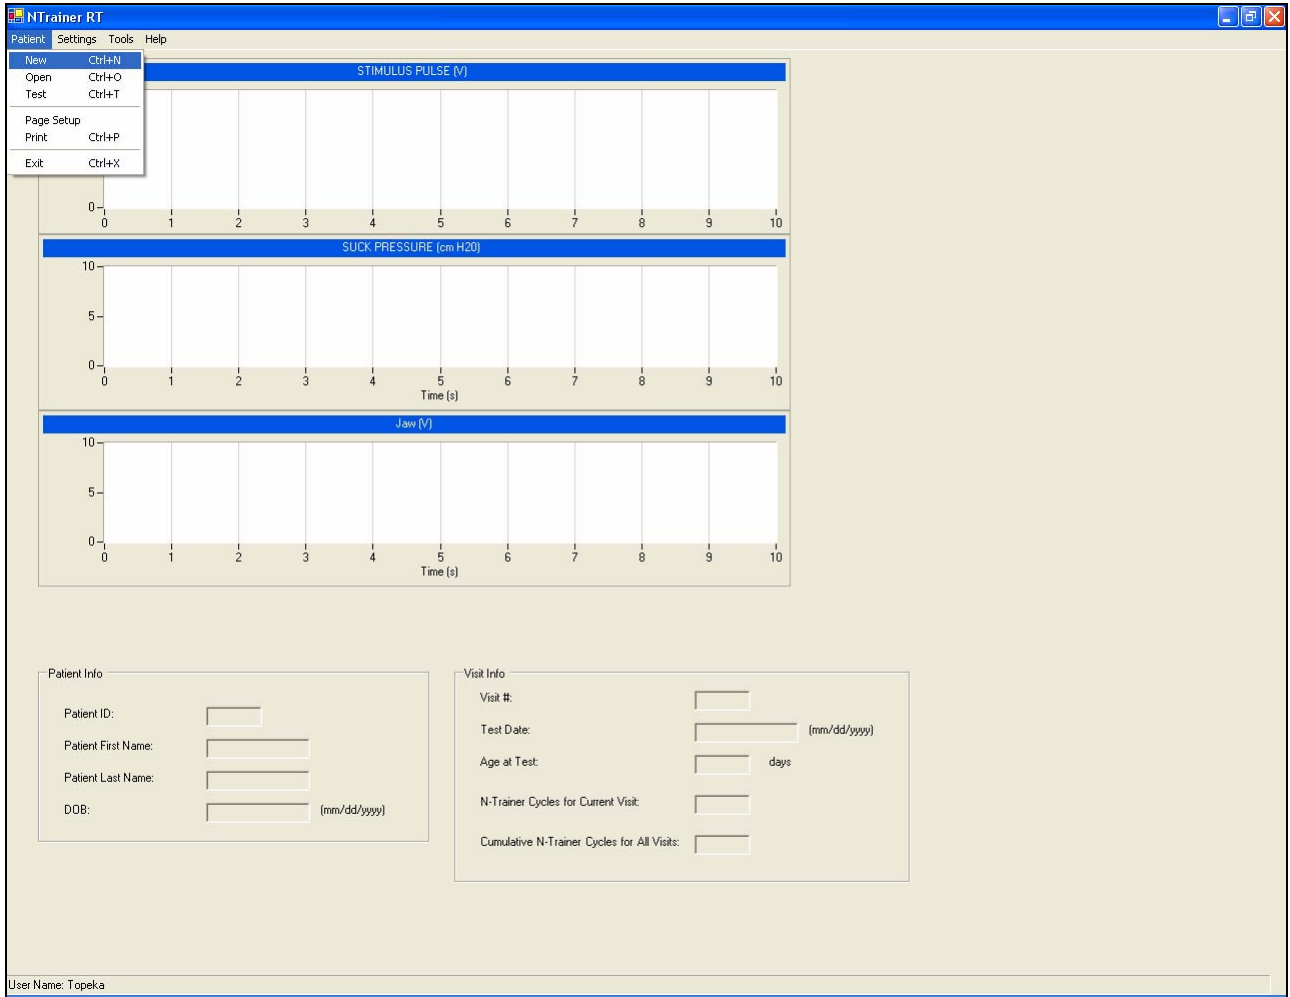 NTrainer RT
Patient Settings Tools Help
New Ctrl+N
Open Ctrl+O
Test Ctrl+T
Page Setup
Print Ctrl+P
Exit Ctrl+X
STIMULUS PULSE (V)
0
0 1 2 3 4 5 6 7 8 9 10
SUCK PRESSURE (cm H20)
10
5
0
0 1 2 3 4 5 6 7 8 9 10
Time (s)
Jaw (V)
10
5
0
0 1 2 3 4 5 6 7 8 9 10
Time (s)
Patient Info
Patient ID:
Patient First Name:
Patient Last Name:
DOB: (mm/dd/yyyy)
Visit Info
Visit #:
Test Date: (mm/dd/yyyy)
Age at Test: days
N-Trainer Cycles for Current Visit:
Cumulative N-Trainer Cycles for All Visits:
User Name: Topeka